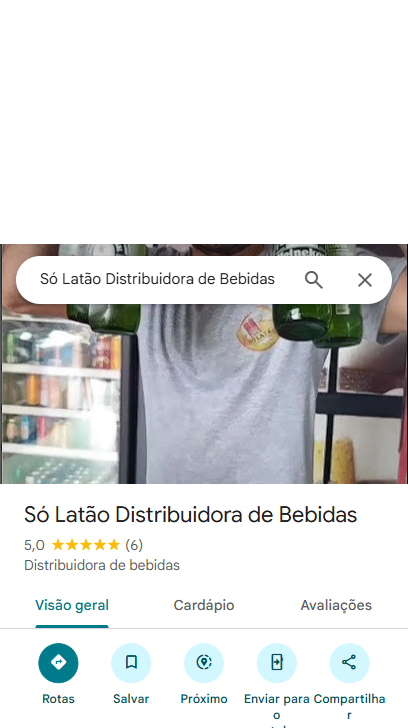 Só Latão Distribuidora de Bebidas
Só Latão Distribuidora de Bebidas
5,0 (6)
Distribuidora de bebidas
Visão geral
Cardápio
Avaliações
Rotas
Salvar
Próximo
Enviar para o
Compartilhar